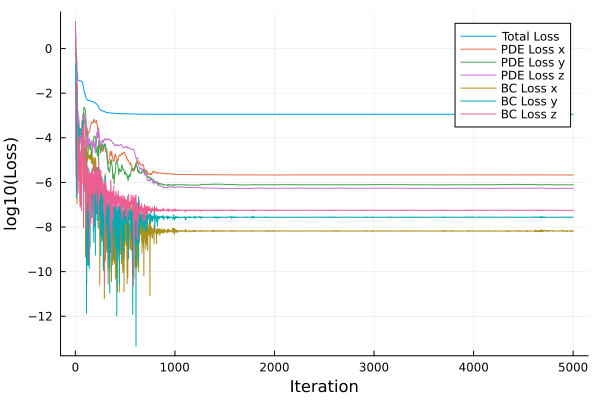 Total Loss
PDE Loss x
PDE Loss y
PDE Loss z
BC Loss x
BC Loss y
BC Loss z
log10(Loss)
0
−2
−4
−6
−8
−10
−12
0 1000 2000 3000 4000 5000
Iteration